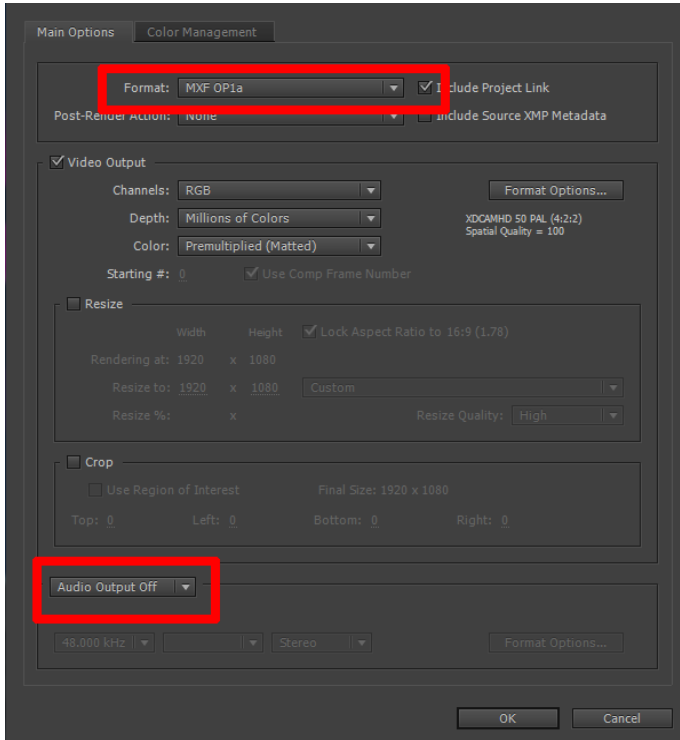 Main Options Color Management
Format: MXF OP1a Include Project Link
Post-Render Action: None Include Source XMP Metadata
Video Output
Channels: RGB Format Options...
Depth: Millions of Colors XDCAMHD 50 PAL (4:2:2)
Spatial Quality = 100
Color: Premultiplied (Matted)
Starting #: 0 Use Comp Frame Number
Resize
Width Height Lock Aspect Ratio to 16:9 (1.78)
Rendering at: 1920 x 1080
Resize to: 1920 x 1080 Custom
Resize %: x Resize Quality: High
Crop
Use Region of Interest Final Size: 1920 x 1080
Top: 0 Left: 0 Bottom: 0 Right: 0
Audio Output Off
48.000 kHz Stereo Format Options...
OK Cancel